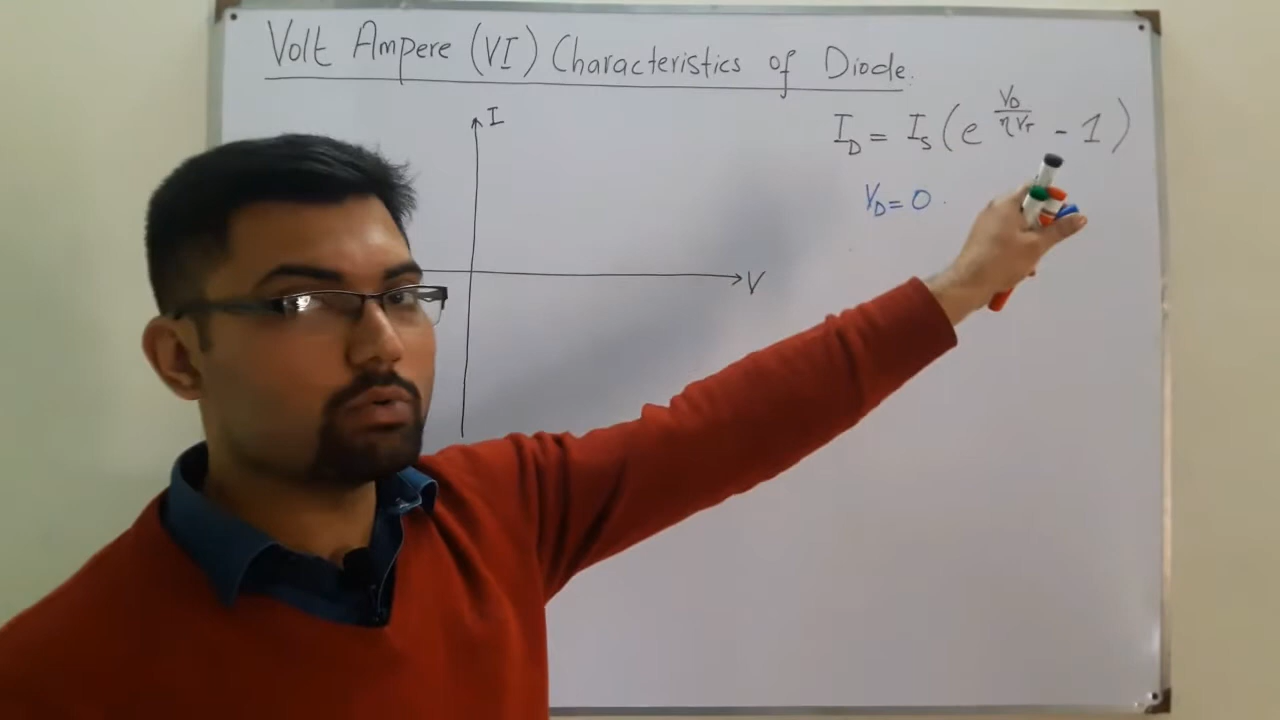 Volt Ampere (VI) Characteristics of Diode.
I
I_D = I_S (e^{V_D/ηV_T} - 1)
V_D = 0
V